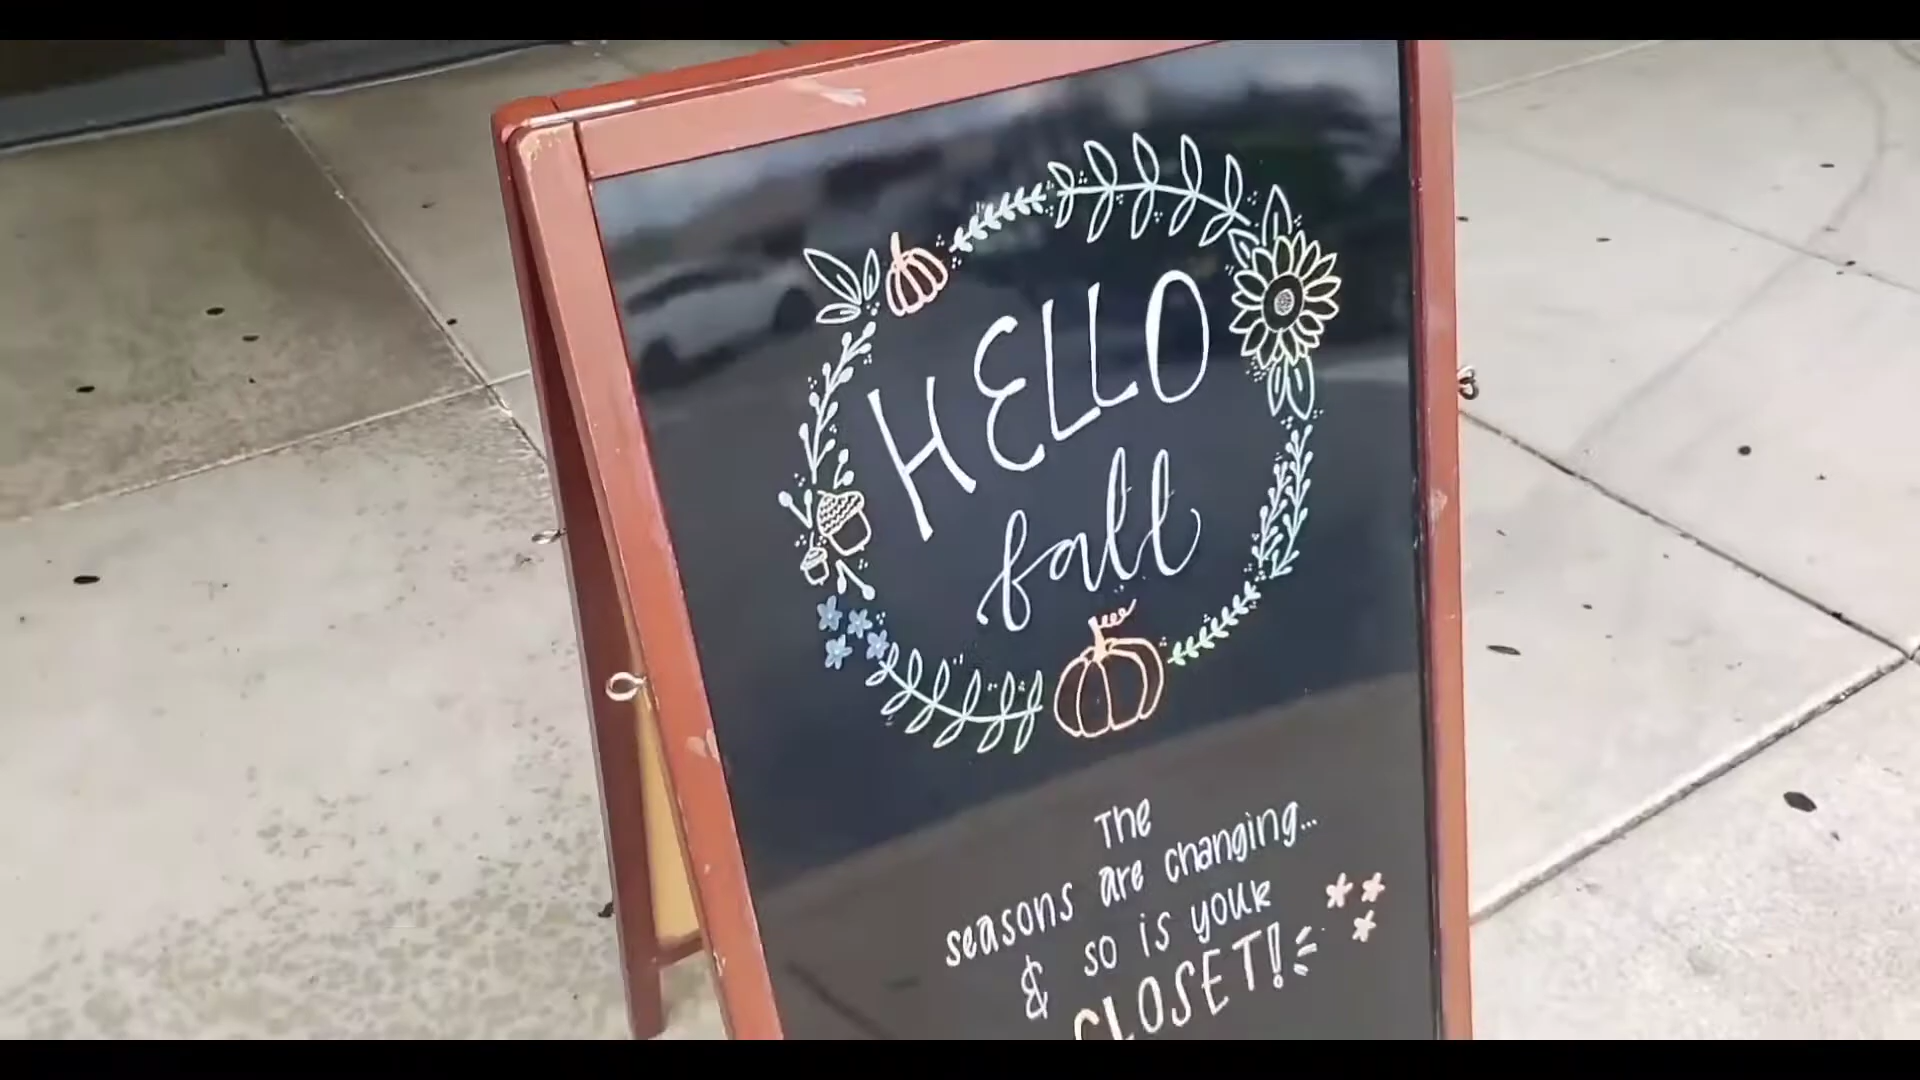 HELLO
fall
The
seasons are changing...
& so is your
CLOSET!